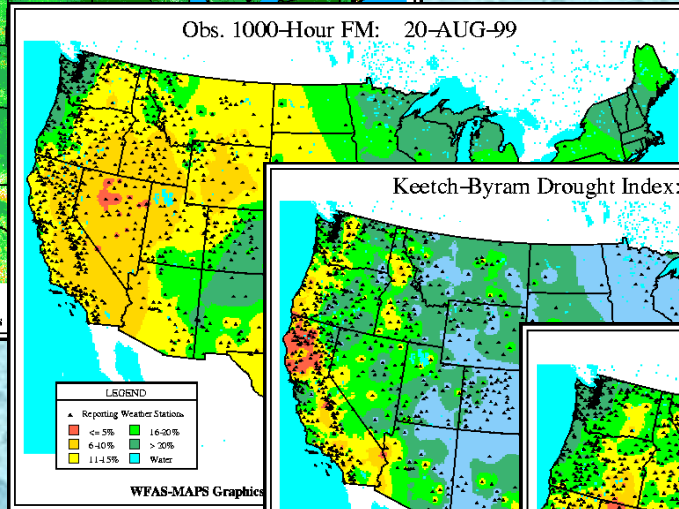 Obs. 1000-Hour FM: 20-AUG-99
Keetch-Byram Drought Index:
LEGEND
Reporting Weather Stations
<= 5% 16-20%
6-10% > 20%
11-15% Water
WFAS-MAPS Graphics
s